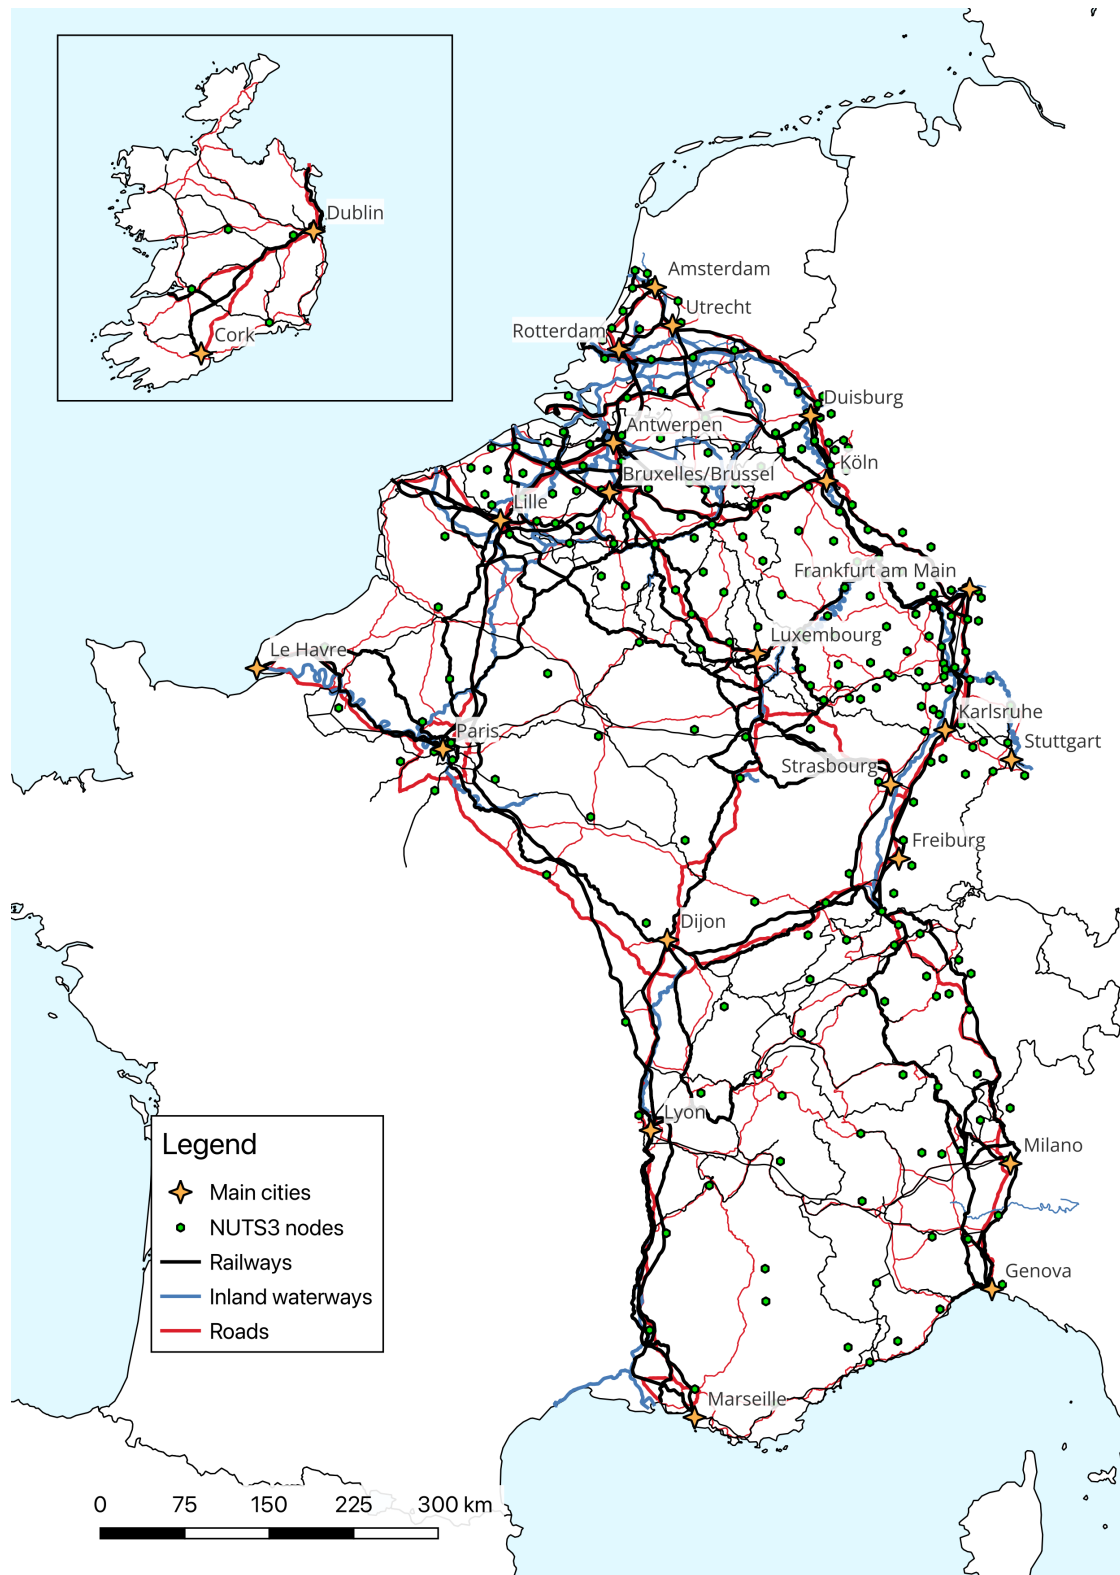 Dublin
Cork
Amsterdam
Utrecht
Rotterdam
Duisburg
Antwerpen
Köln
Bruxelles/Brussel
Lille
Frankfurt am Main
Luxembourg
Le Havre
Karlsruhe
Paris
Stuttgart
Strasbourg
Freiburg
Dijon
Lyon
Milano
Genova
Marseille
Legend
Main cities
NUTS3 nodes
Railways
Inland waterways
Roads
0 75 150 225 300 km